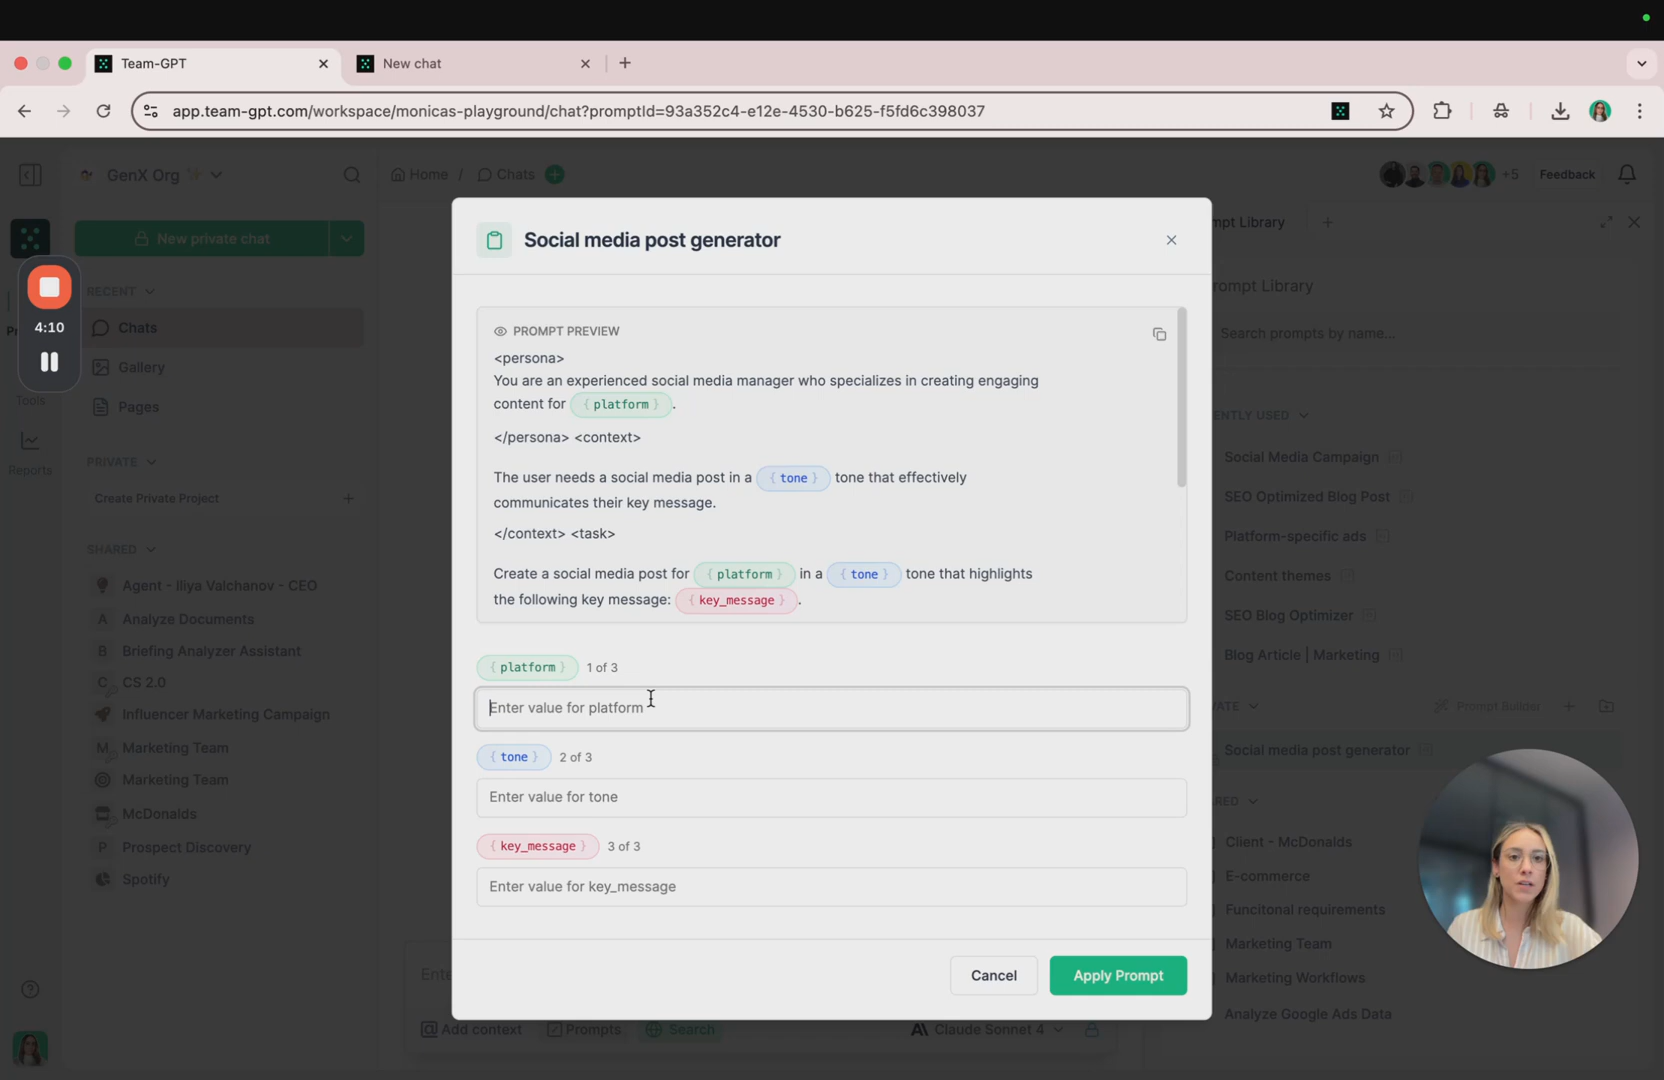 Team-GPT
New chat
app.team-gpt.com/workspace/monicas-playground/chat?promptId=93a352c4-e12e-4530-b625-f5fd6c398037
GenX Org
Home / Chats
+5
Feedback
New private chat
RECENT
Chats
Gallery
Pages
4:10
Tools
Reports
PRIVATE
Create Private Project
SHARED
Agent - Iliya Valchanov - CEO
A Analyze Documents
B Briefing Analyzer Assistant
C CS 2.0
Influencer Marketing Campaign
M Marketing Team
Marketing Team
McDonalds
P Prospect Discovery
Spotify
Social media post generator
PROMPT PREVIEW
<persona>
You are an experienced social media manager who specializes in creating engaging
content for { platform }.
</persona> <context>
The user needs a social media post in a { tone } tone that effectively
communicates their key message.
</context> <task>
Create a social media post for { platform } in a { tone } tone that highlights
the following key message: { key_message }.
{ platform } 1 of 3
Enter value for platform
{ tone } 2 of 3
Enter value for tone
{ key_message } 3 of 3
Enter value for key_message
Cancel
Apply Prompt
Add context
Prompts
Search
Claude Sonnet 4
Library
Library
Search prompts by name...
Social Media Campaign
SEO Optimized Blog Post
Platform-specific ads
Content themes
SEO Blog Optimizer
Blog Article | Marketing
Prompt Builder
Social media post generator
Client - McDonalds
E-commerce
Funcitonal requirements
Marketing Team
Marketing Workflows
Analyze Google Ads Data